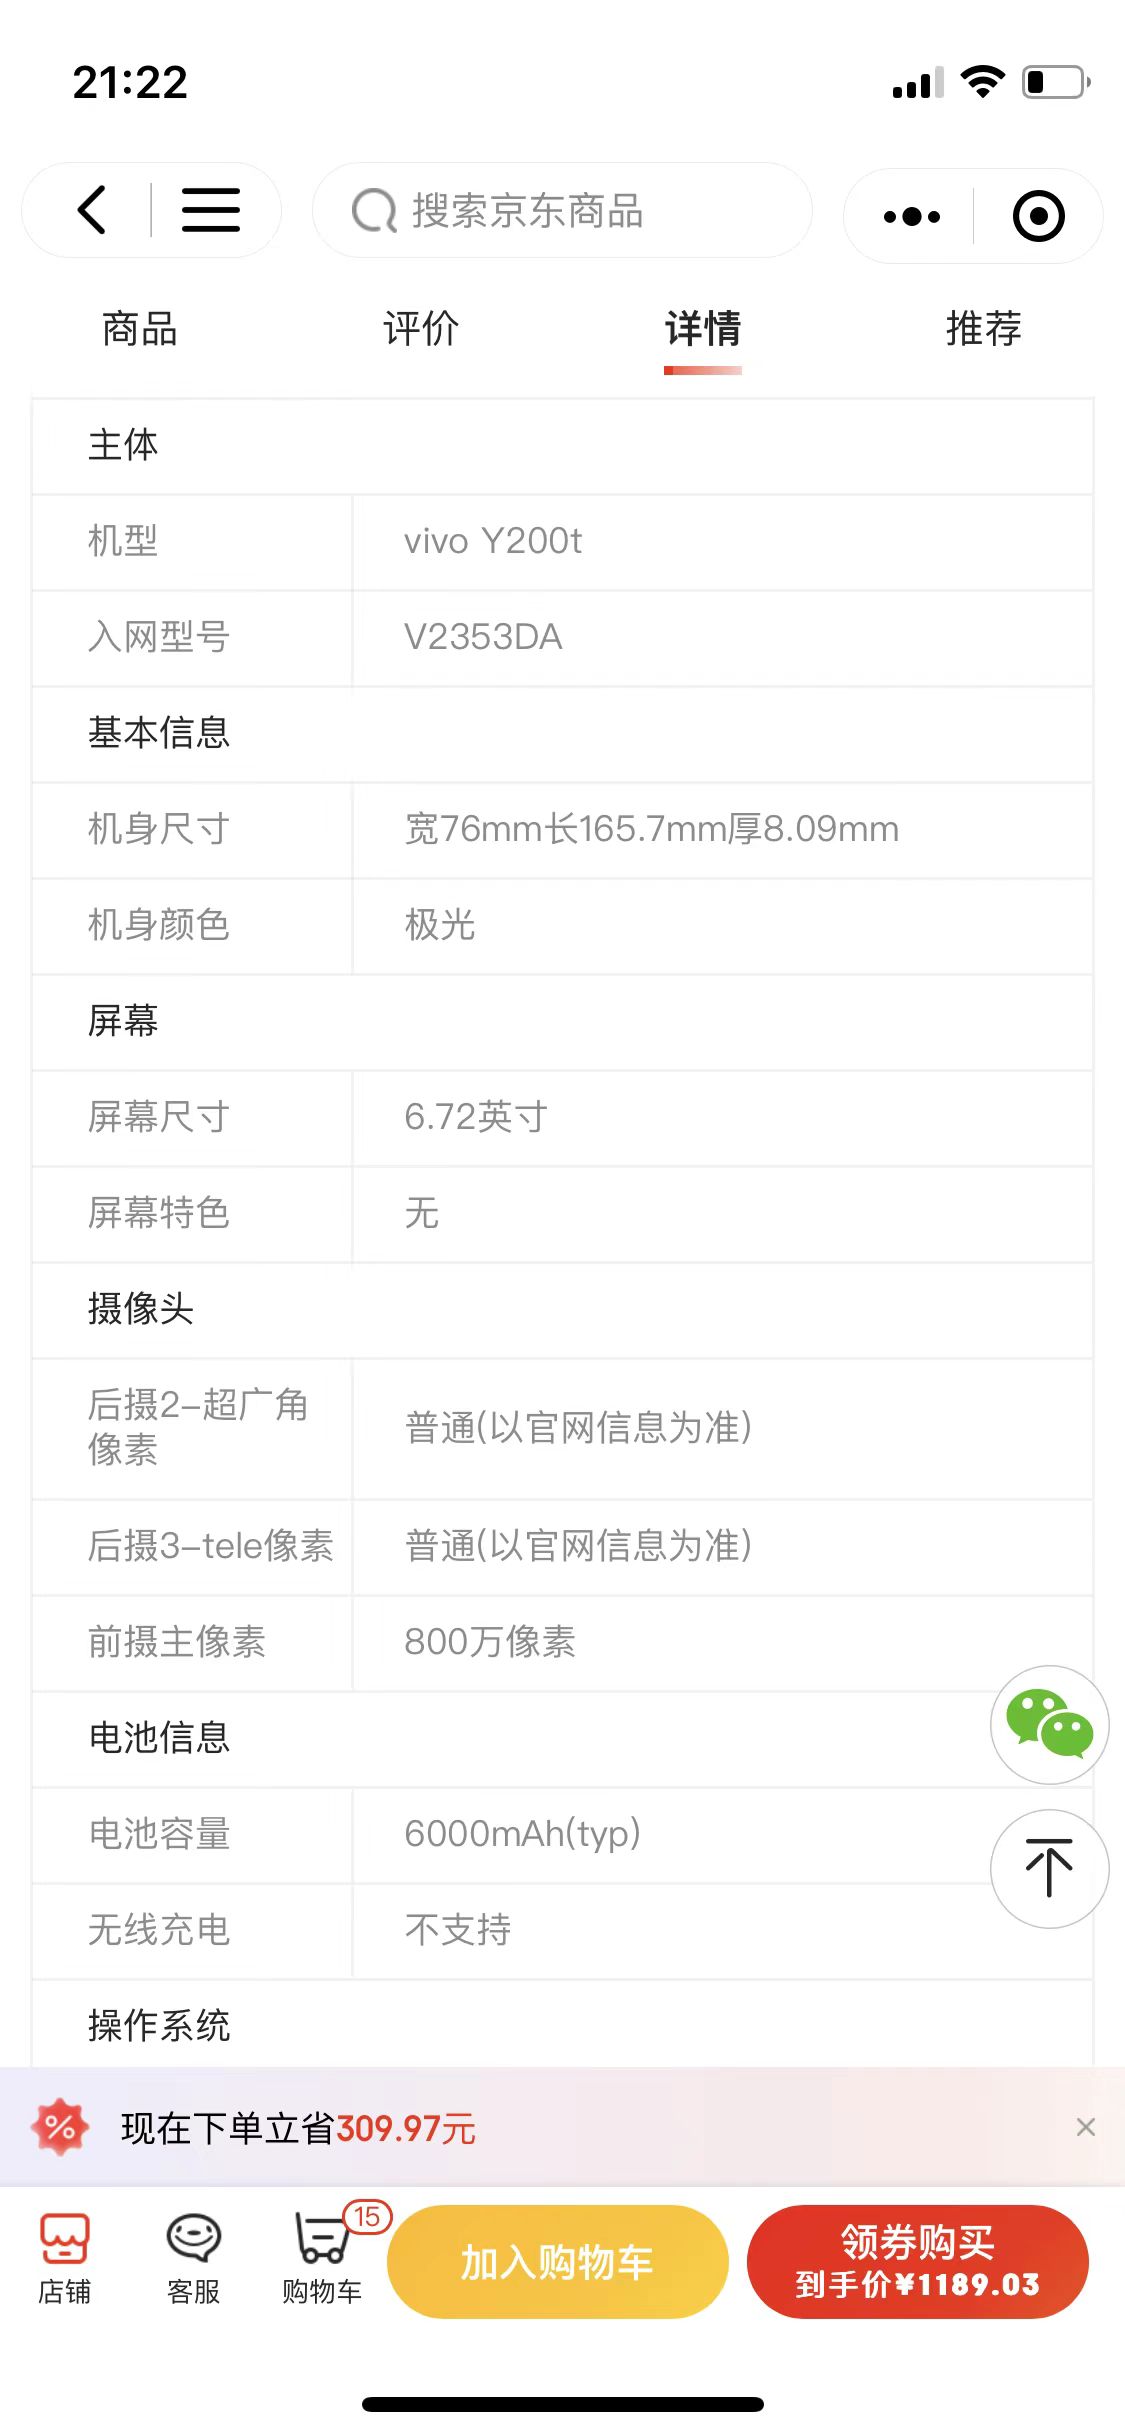 21:22
搜索京东商品
商品
评价
详情
推荐
主体
机型
vivo Y200t
入网型号
V2353DA
基本信息
机身尺寸
宽76mm长165.7mm厚8.09mm
机身颜色
极光
屏幕
屏幕尺寸
6.72英寸
屏幕特色
无
摄像头
后摄2-超广角
像素
普通(以官网信息为准)
后摄3-tele像素
普通(以官网信息为准)
前摄主像素
800万像素
电池信息
电池容量
6000mAh(typ)
无线充电
不支持
操作系统
%
现在下单立省309.97元
店铺
客服
15
购物车
加入购物车
领券购买
到手价¥1189.03